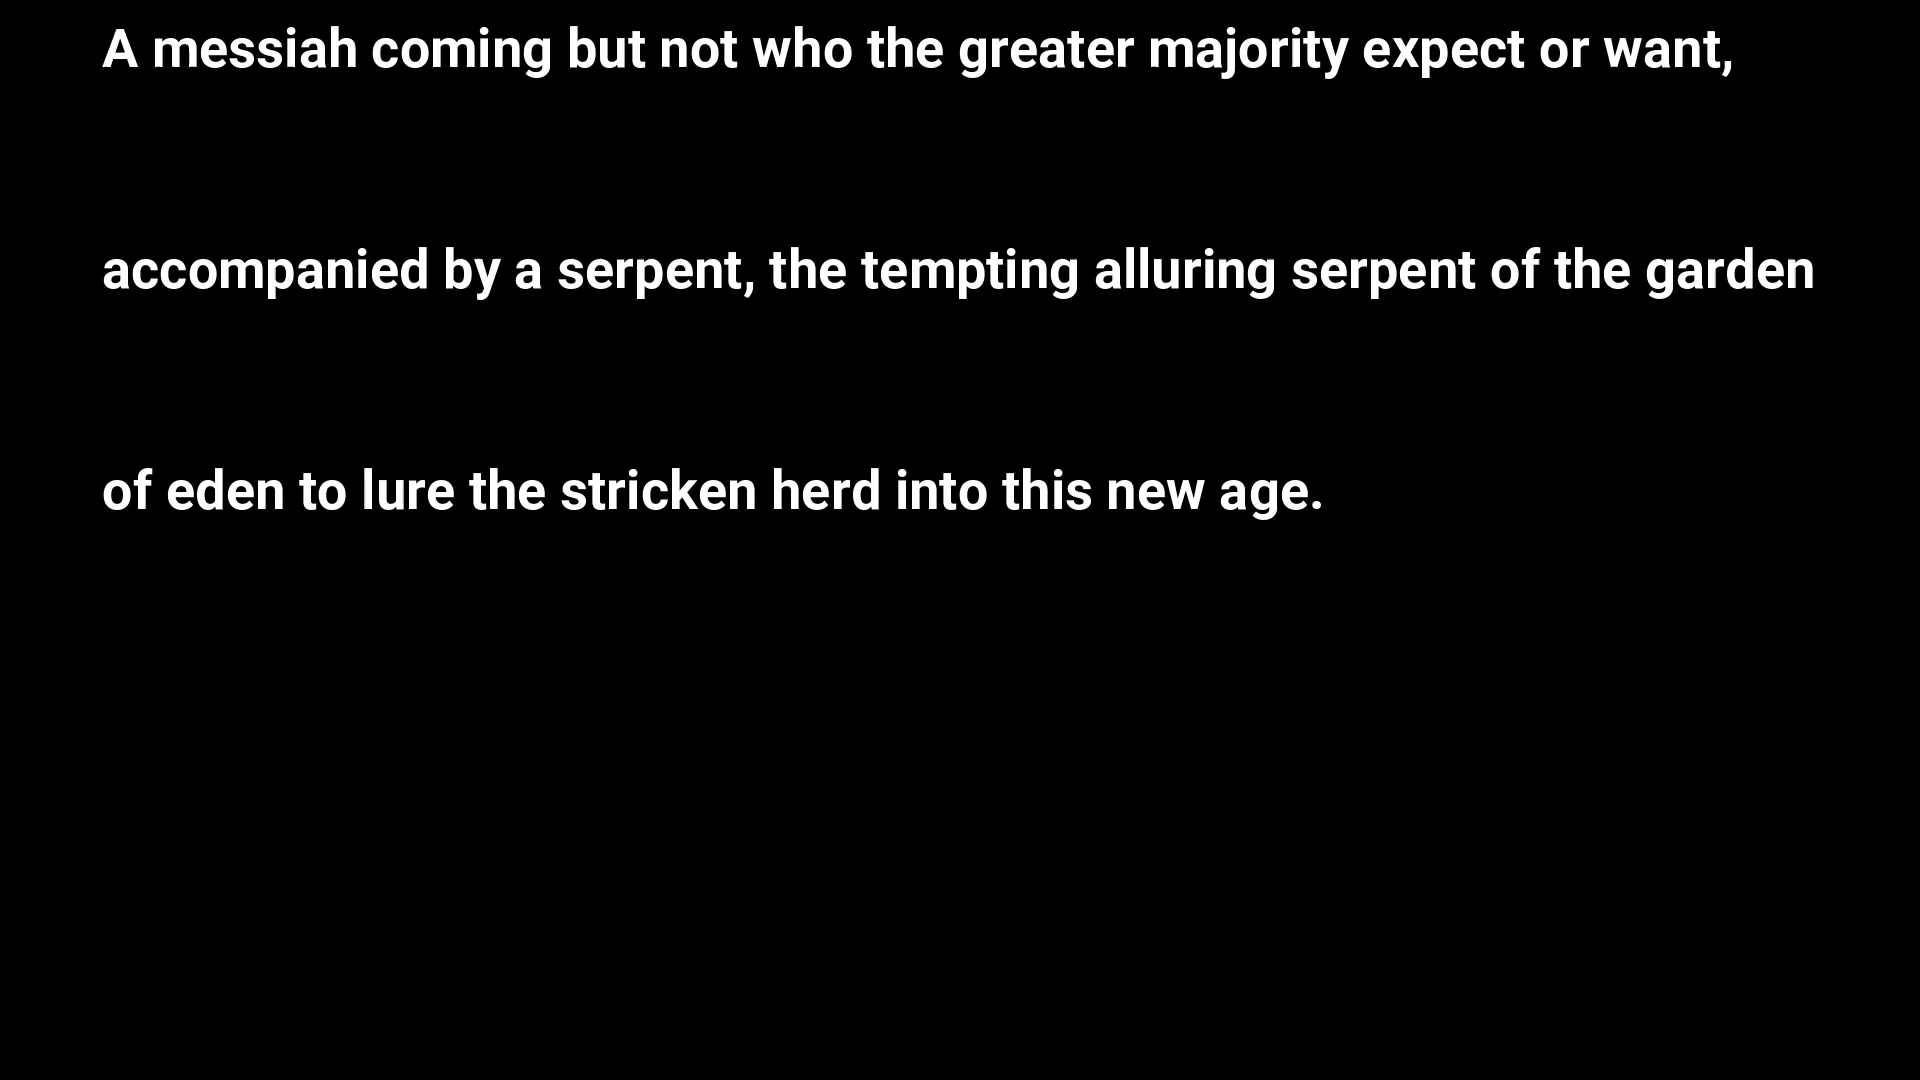 A messiah coming but not who the greater majority expect or want,
accompanied by a serpent, the tempting alluring serpent of the garden
of eden to lure the stricken herd into this new age.